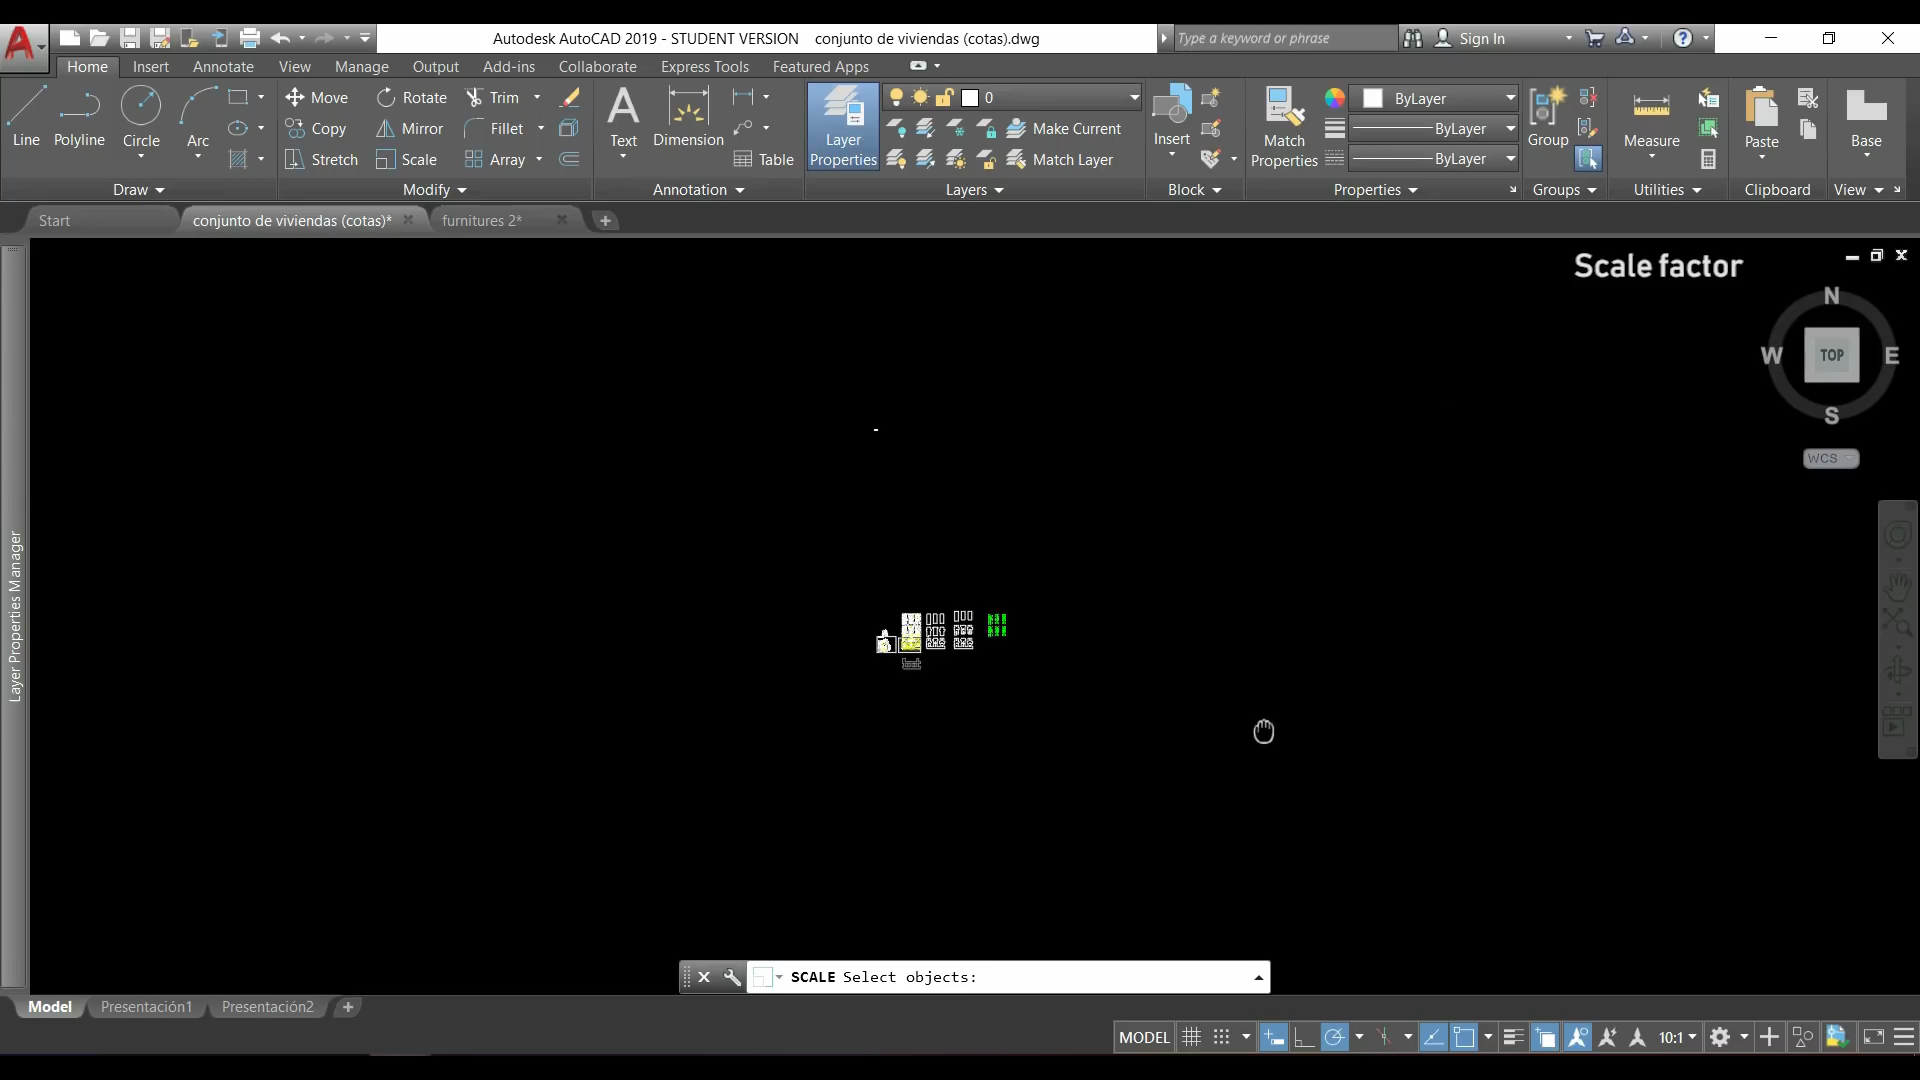 Autodesk AutoCAD 2019 - STUDENT VERSION conjunto de viviendas (cotas).dwg
Type a keyword or phrase
Sign In
Home Insert Annotate View Manage Output Add-ins Collaborate Express Tools Featured Apps
Line Polyline Circle Arc
Move Rotate Trim
Copy Mirror Fillet
Stretch Scale Array
Text Dimension Table
Layer Properties
0
Make Current
Match Layer
Insert
Match Properties
ByLayer
ByLayer
ByLayer
Group Measure Paste Base
Draw Modify Annotation Layers Block Properties Groups Utilities Clipboard View
Start conjunto de viviendas (cotas)* furnitures 2*
Scale factor
N
W TOP E
S
WCS
Layer Properties Manager
SCALE Select objects:
Model Presentación1 Presentación2
MODEL 10:1